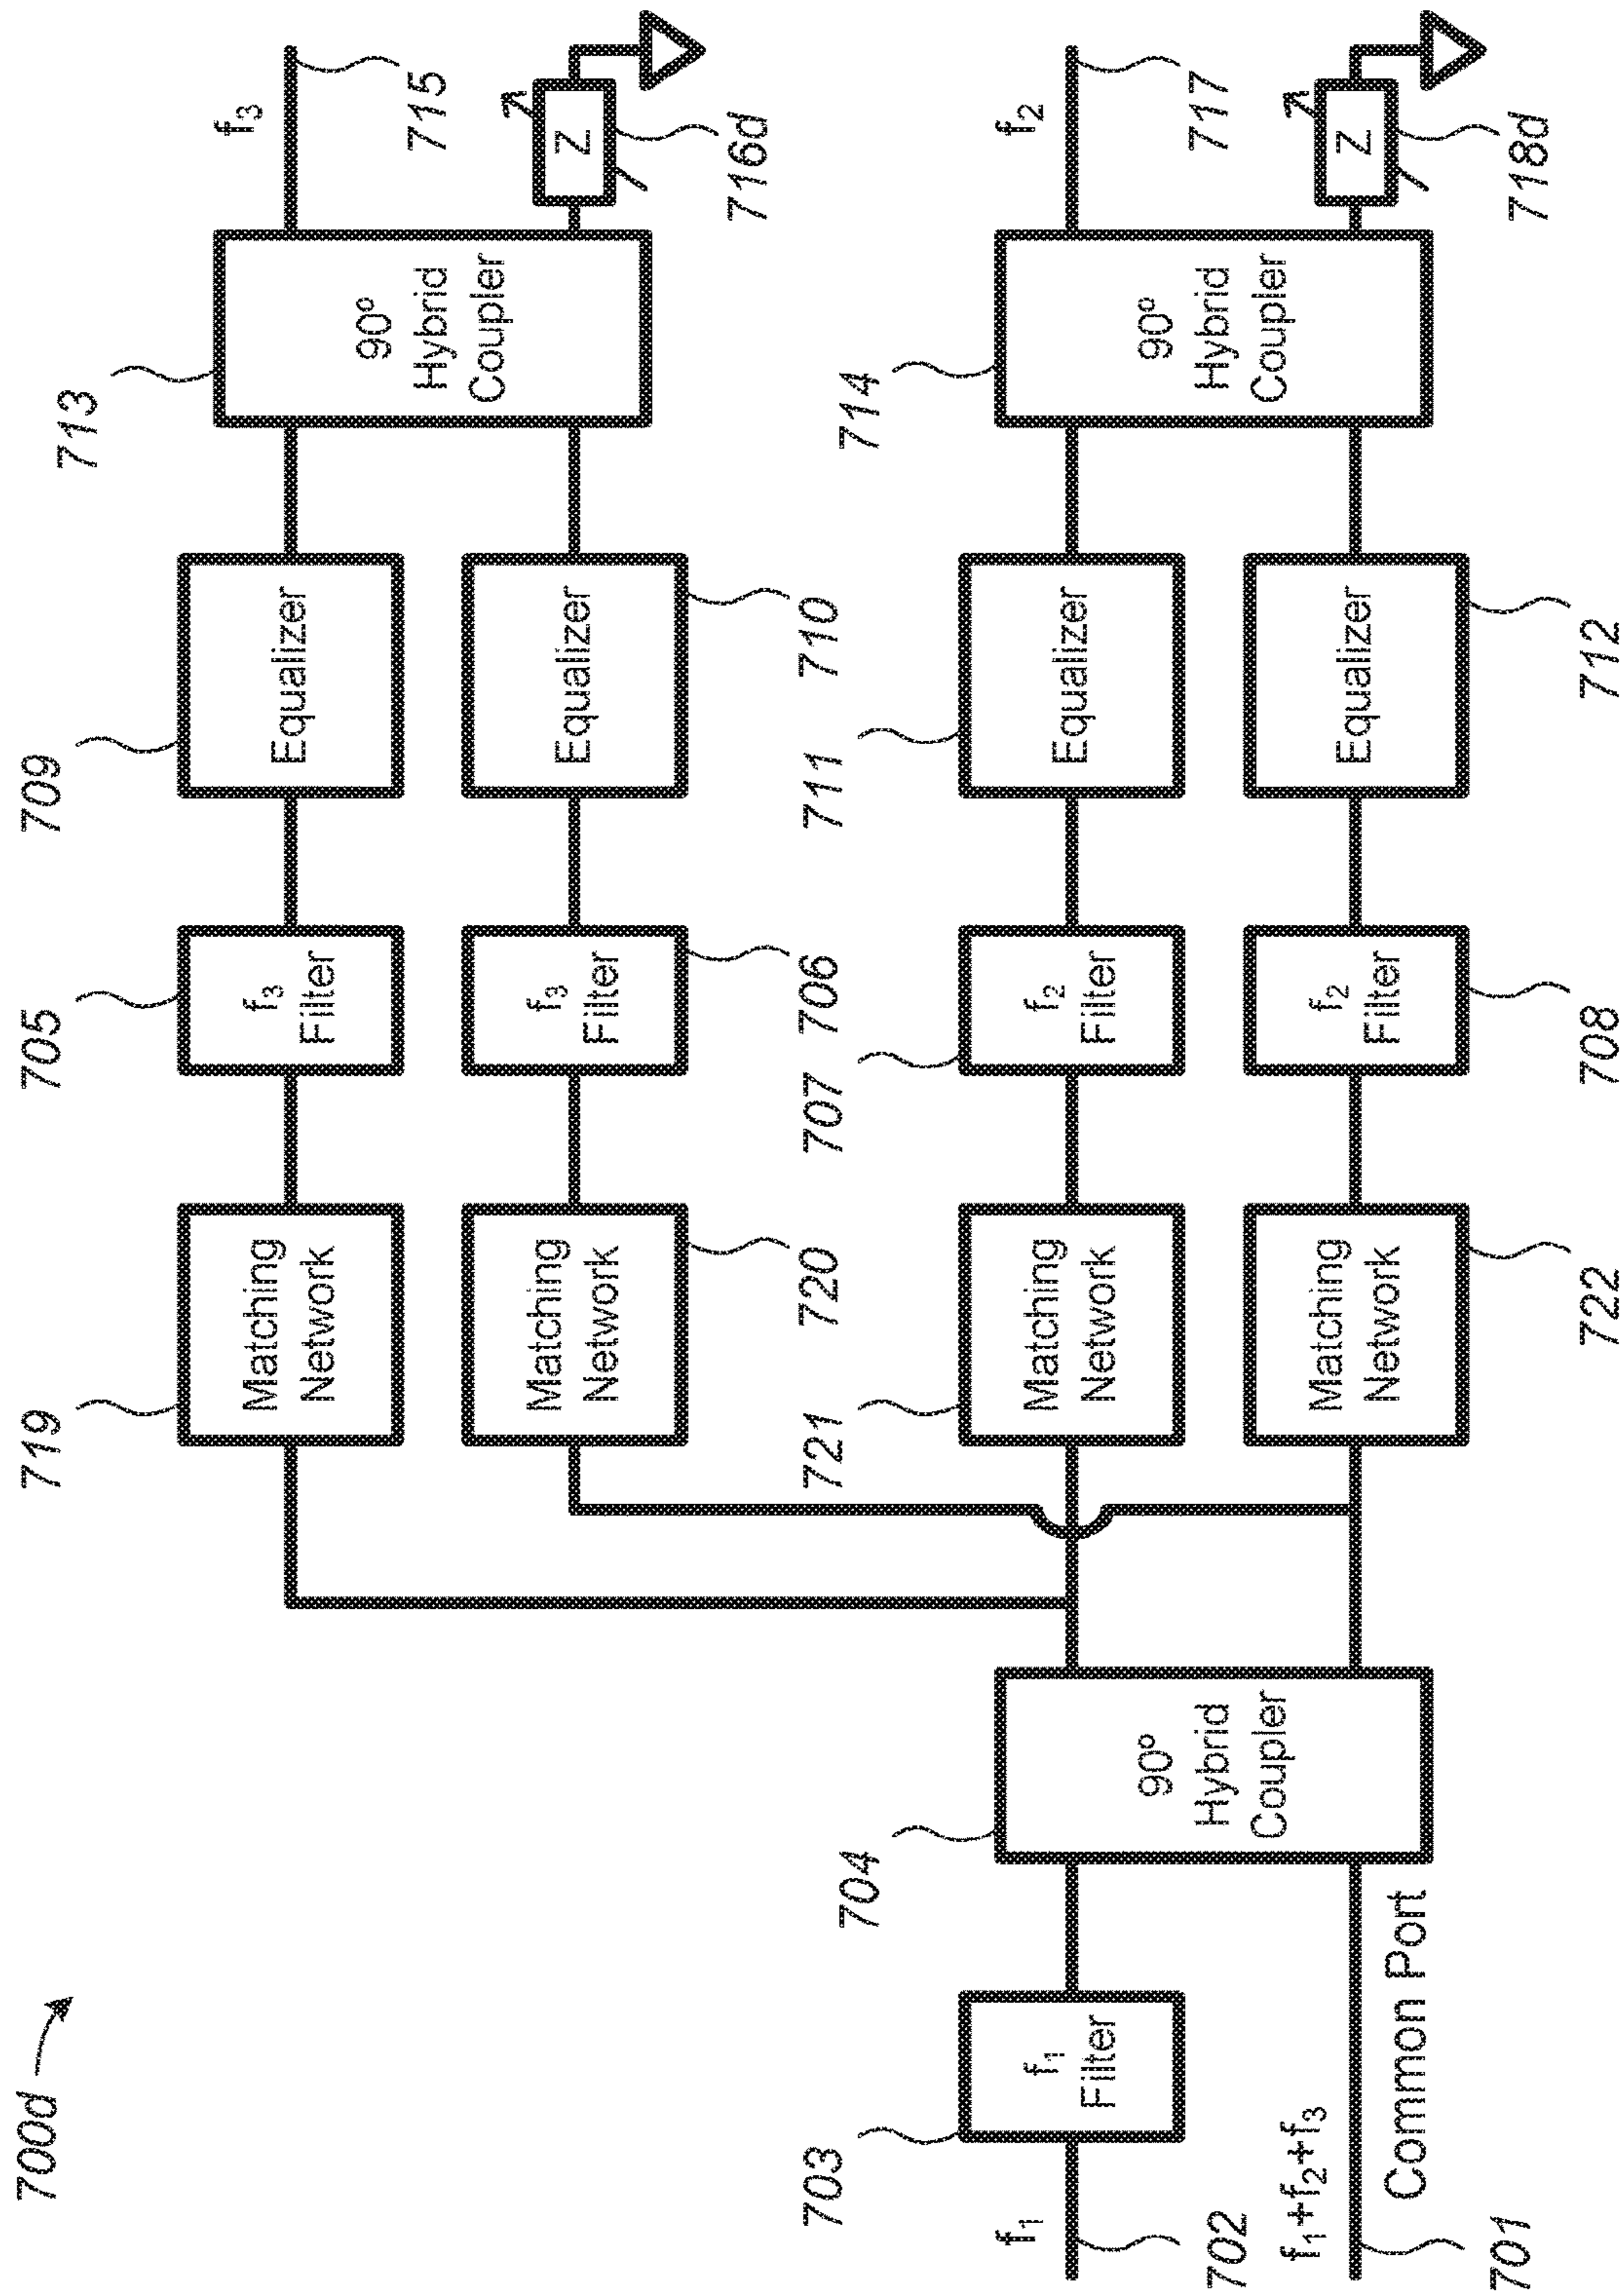 700d
719
705
709
713
Matching
Network
f₃
Filter
Equalizer
90º
Hybrid
Coupler
f₃
715
Matching
Network
f₃
Filter
Equalizer
Z
716d
720
706
710
703
704
721
707
711
714
f₁
f₁
Filter
90º
Hybrid
Coupler
Matching
Network
f₂
Filter
Equalizer
90º
Hybrid
Coupler
f₂
717
702
f₁+f₂+f₃
Common Port
701
Matching
Network
f₂
Filter
Equalizer
Z
718d
722
708
712